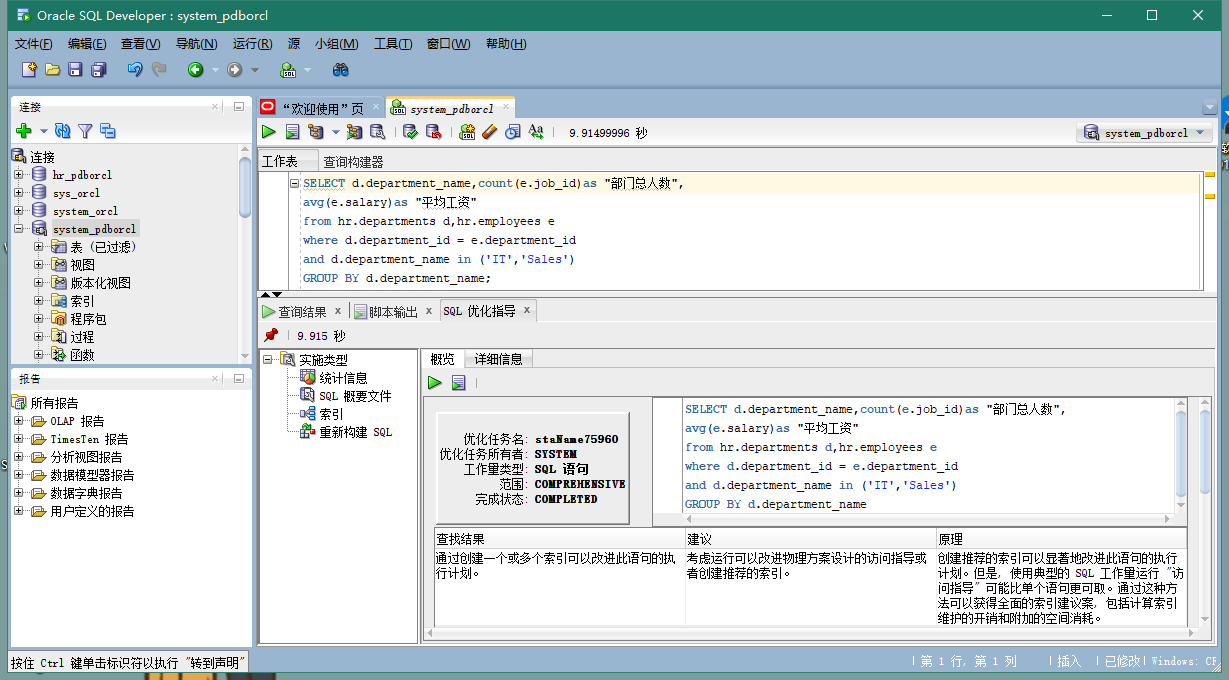 Oracle SQL Developer : system_pdborcl
文件(F) 编辑(E) 查看(V) 导航(N) 运行(R) 源 小组(M) 工具(T) 窗口(W) 帮助(H)
连接
连接
hr_pdborcl
sys_orcl
system_orcl
system_pdborcl
表 (已过滤)
视图
版本化视图
索引
程序包
过程
函数
报告
所有报告
OLAP 报告
TimesTen 报告
分析视图报告
数据模型器报告
数据字典报告
用户定义的报告
“欢迎使用”页 system_pdborcl
9.91499996 秒
system_pdborcl
工作表 查询构建器
SELECT d.department_name,count(e.job_id)as "部门总人数",
avg(e.salary)as "平均工资"
from hr.departments d,hr.employees e
where d.department_id = e.department_id
and d.department_name in ('IT','Sales')
GROUP BY d.department_name;
查询结果 × 脚本输出 × SQL 优化指导 ×
9.915 秒
实施类型
统计信息
SQL 概要文件
索引
重新构建 SQL
概览 详细信息
优化任务名: staName75960
优化任务所有者: SYSTEM
工作量类型: SQL 语句
范围: COMPREHENSIVE
完成状态: COMPLETED
SELECT d.department_name,count(e.job_id)as "部门总人数",
avg(e.salary)as "平均工资"
from hr.departments d,hr.employees e
where d.department_id = e.department_id
and d.department_name in ('IT','Sales')
GROUP BY d.department_name
查找结果 建议 原理
通过创建一个或多个索引可以改进此语句的执
行计划。
考虑运行可以改进物理方案设计的访问指导或
者创建推荐的索引。
创建推荐的索引可以显著地改进此语句的执行
计划。但是, 使用典型的 SQL 工作量运行 "访
问指导" 可能比单个语句更可取。通过这种方
法可以获得全面的索引建议案, 包括计算索引
维护的开销和附加的空间消耗。
按住 Ctrl 键单击标识符以执行 "转到声明"
第 1 行, 第 1 列 插入 已修改 Windows: CF